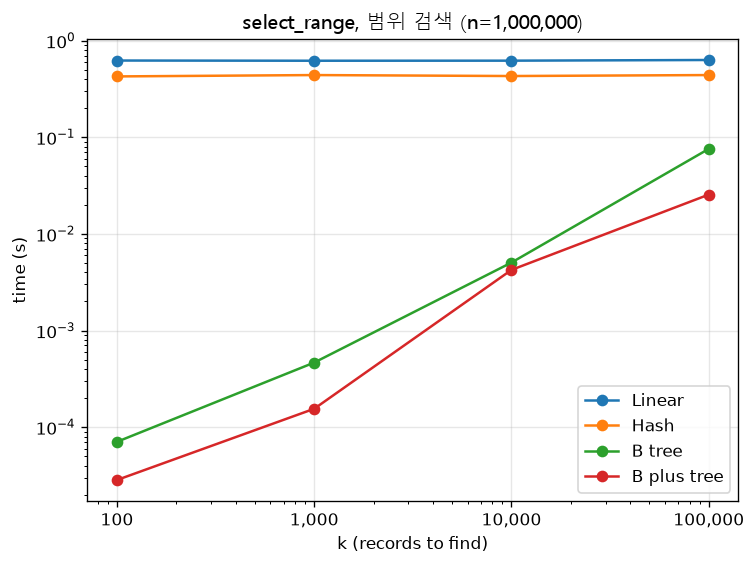 select_range, 범위 검색 (n=1,000,000)
10⁰
10⁻¹
10⁻²
10⁻³
10⁻⁴
time (s)
Linear
Hash
B tree
B plus tree
100
1,000
10,000
100,000
k (records to find)